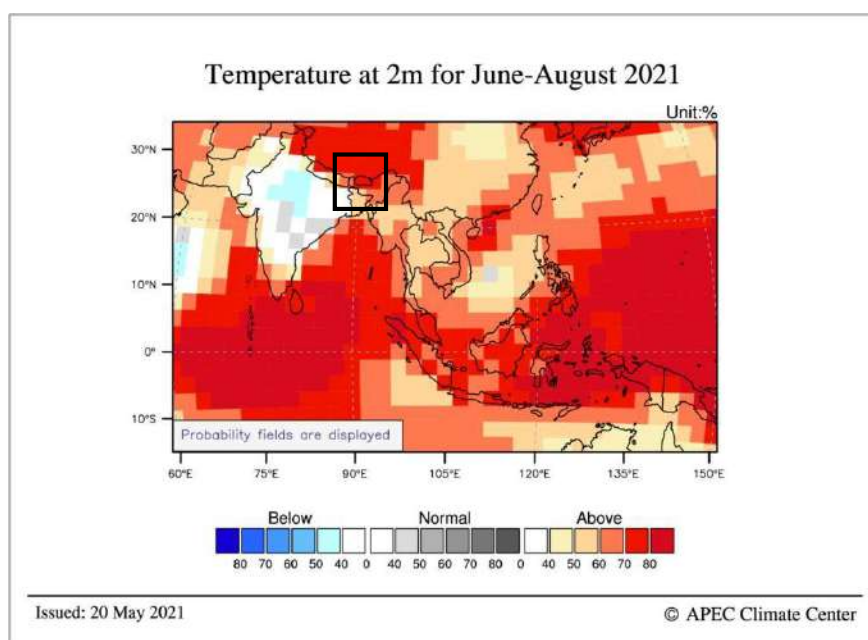 Temperature at 2m for June-August 2021
Unit:%
30°N
20°N
10°N
0°
10°S
Probability fields are displayed
60°E 75°E 90°E 105°E 120°E 135°E 150°E
Below Normal Above
80 70 60 50 40 0 40 50 60 70 80 0 40 50 60 70 80
Issued: 20 May 2021 © APEC Climate Center